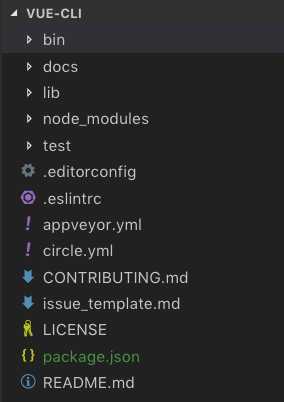 VUE-CLI
bin
docs
lib
node_modules
test
.editorconfig
.eslintrc
appveyor.yml
circle.yml
CONTRIBUTING.md
issue_template.md
LICENSE
package.json
README.md